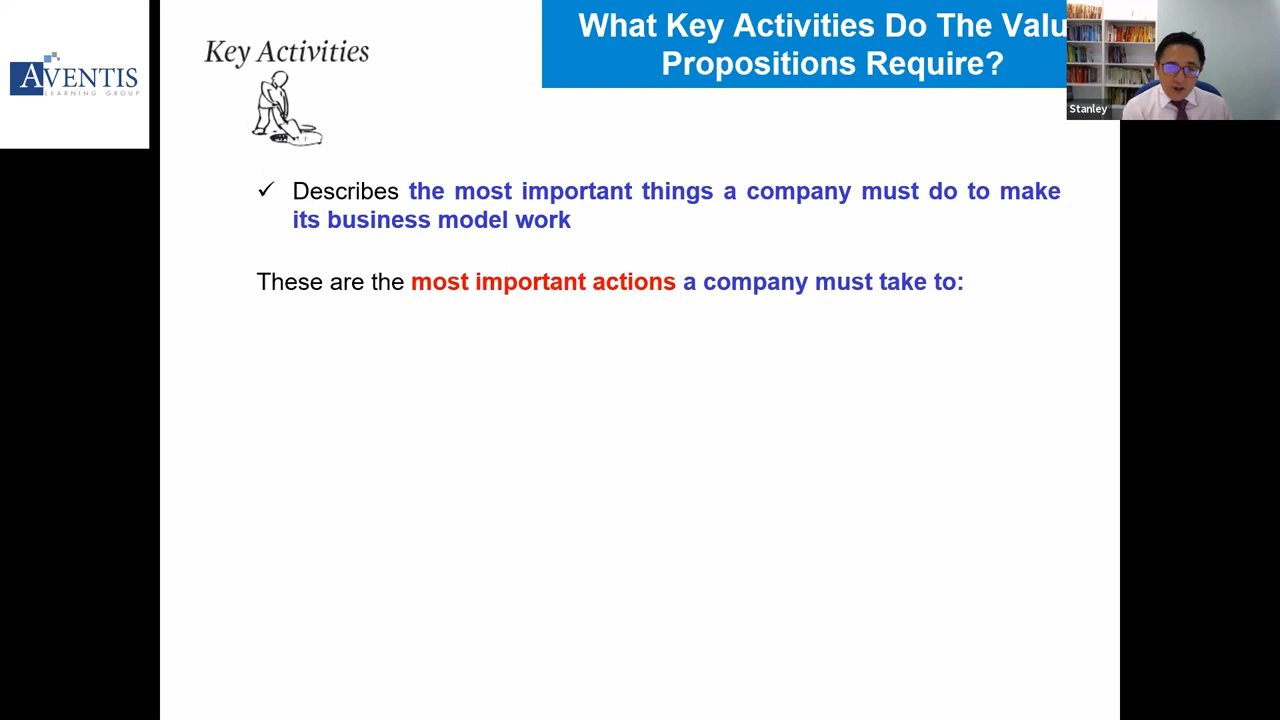 AVENTIS
LEARNING GROUP
Key Activities
What Key Activities Do The Valu
Propositions Require?
Stanley
✓ Describes the most important things a company must do to make
its business model work
These are the most important actions a company must take to: